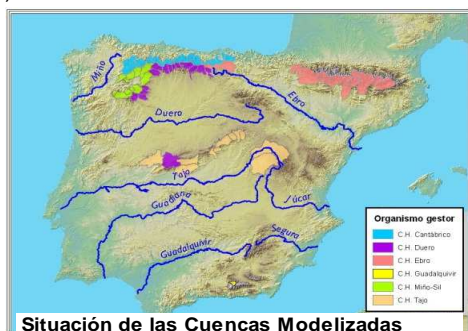 Miño
Duero
Ebro
Tajo
Guadiana
Júcar
Guadalquivir
Segura
Organismo gestor
C.H. Cantábrico
C.H. Duero
C.H. Ebro
C.H. Guadalquivir
C.H. Miño-Sil
C.H. Tajo
Situación de las Cuencas Modelizadas